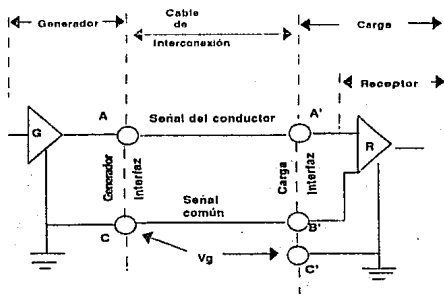 Generador
Cable
de
Interconexión
Carga
Receptor
A
Señal del conductor
A'
G
R
Generador
Interfaz
Carga
Interfaz
Señal
común
C
B'
Vg
C'